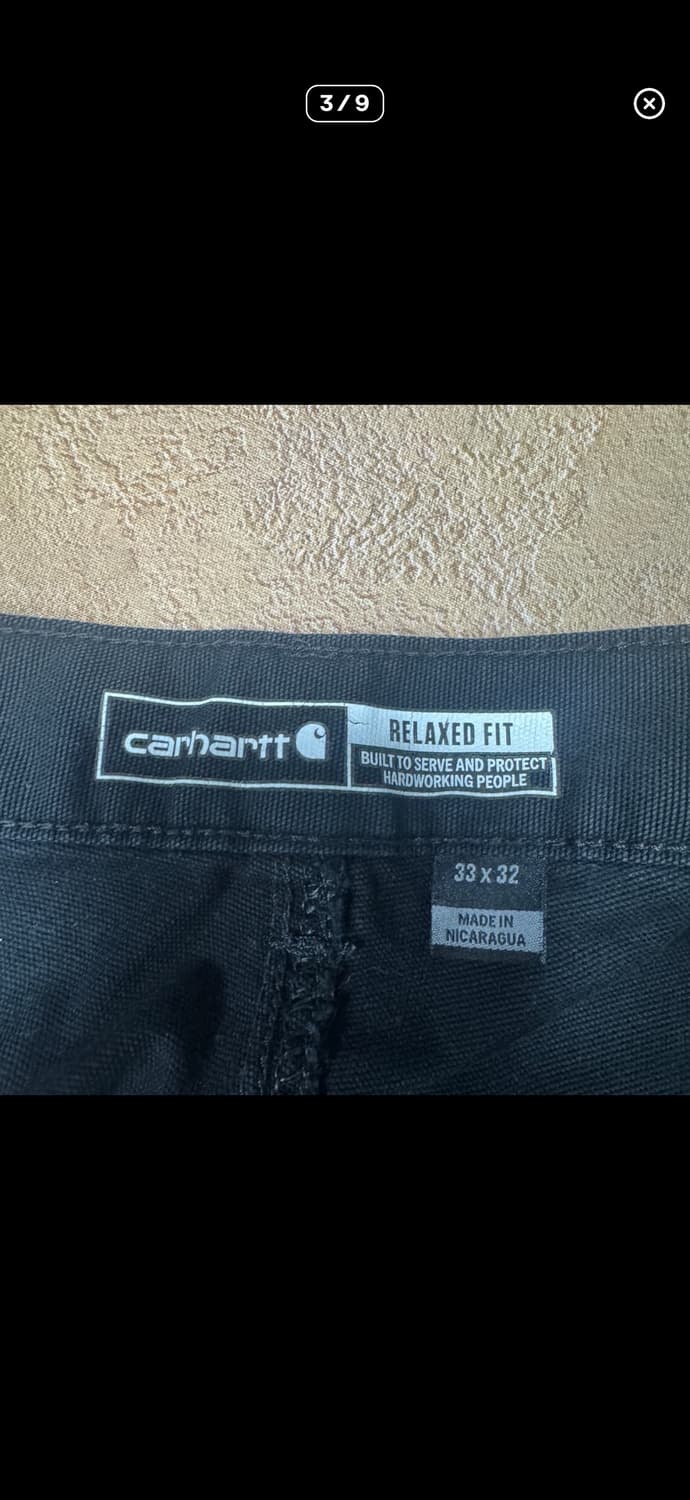 3/9
carhartt
RELAXED FIT
BUILT TO SERVE AND PROTECT
HARDWORKING PEOPLE
33 x 32
MADE IN
NICARAGUA